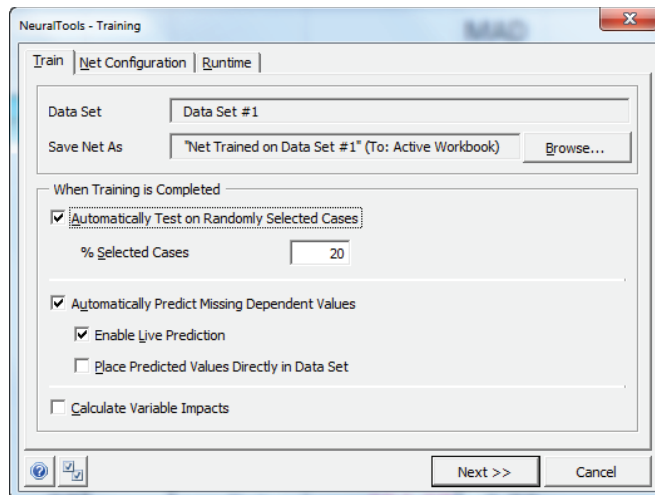 NeuralTools - Training
MAD
Train Net Configuration Runtime
Data Set Data Set #1
Save Net As "Net Trained on Data Set #1" (To: Active Workbook) Browse...
When Training is Completed
Automatically Test on Randomly Selected Cases
% Selected Cases 20
Automatically Predict Missing Dependent Values
Enable Live Prediction
Place Predicted Values Directly in Data Set
Calculate Variable Impacts
Next >> Cancel